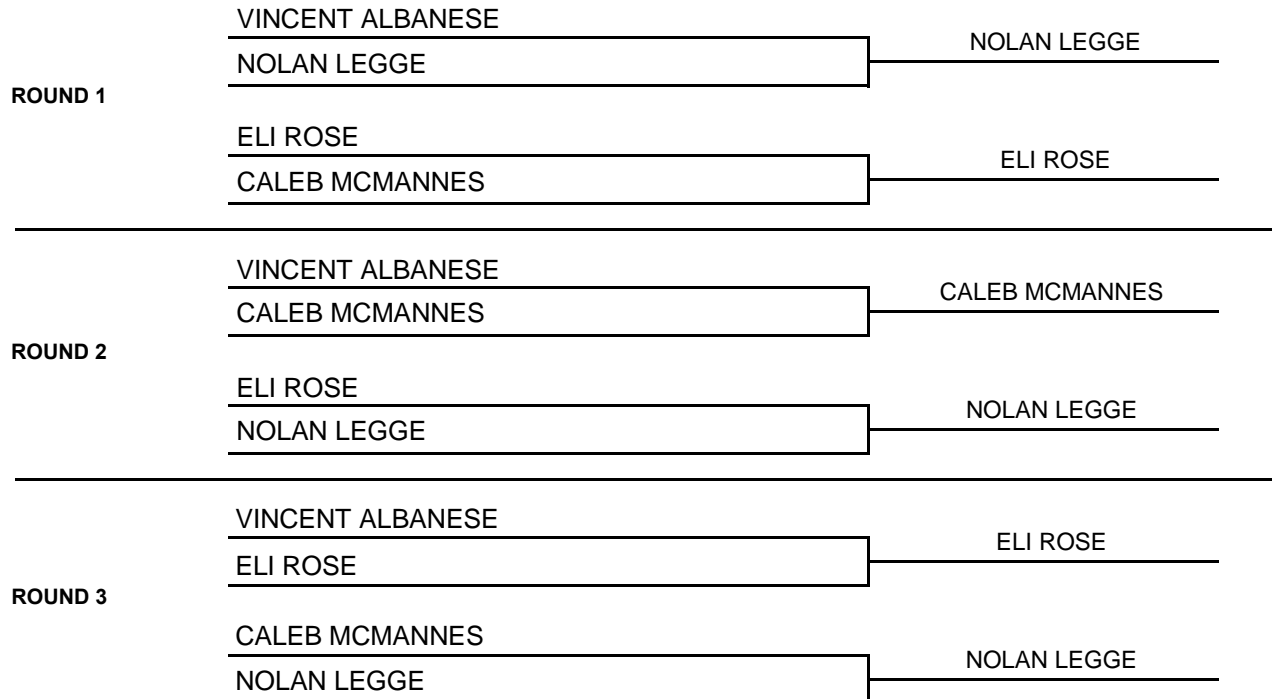 VINCENT ALBANESE
NOLAN LEGGE
NOLAN LEGGE
ROUND 1
ELI ROSE
ELI ROSE
CALEB MCMANNES
VINCENT ALBANESE
CALEB MCMANNES
CALEB MCMANNES
ROUND 2
ELI ROSE
NOLAN LEGGE
NOLAN LEGGE
VINCENT ALBANESE
ELI ROSE
ELI ROSE
ROUND 3
CALEB MCMANNES
NOLAN LEGGE
NOLAN LEGGE